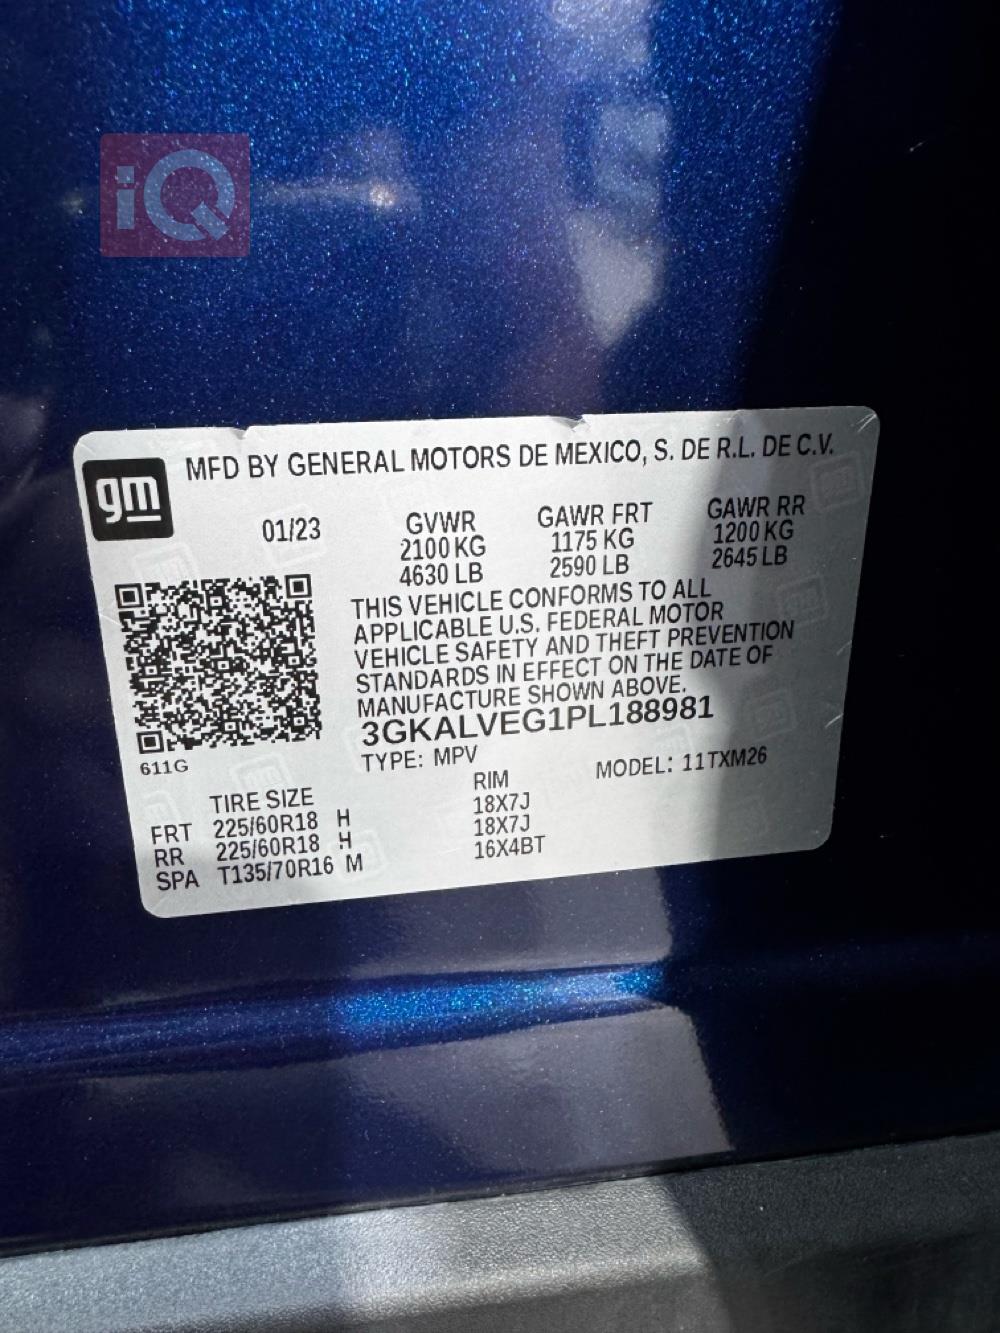 iQ
gm
MFD BY GENERAL MOTORS DE MEXICO, S. DE R.L. DE C.V.
01/23
GVWR
2100 KG
4630 LB
GAWR FRT
1175 KG
2590 LB
GAWR RR
1200 KG
2645 LB
THIS VEHICLE CONFORMS TO ALL
APPLICABLE U.S. FEDERAL MOTOR
VEHICLE SAFETY AND THEFT PREVENTION
STANDARDS IN EFFECT ON THE DATE OF
MANUFACTURE SHOWN ABOVE.
3GKALVEG1PL188981
611G
TYPE: MPV
MODEL: 11TXM26
TIRE SIZE RIM
FRT 225/60R18 H 18X7J
RR 225/60R18 H 18X7J
SPA T135/70R16 M 16X4BT